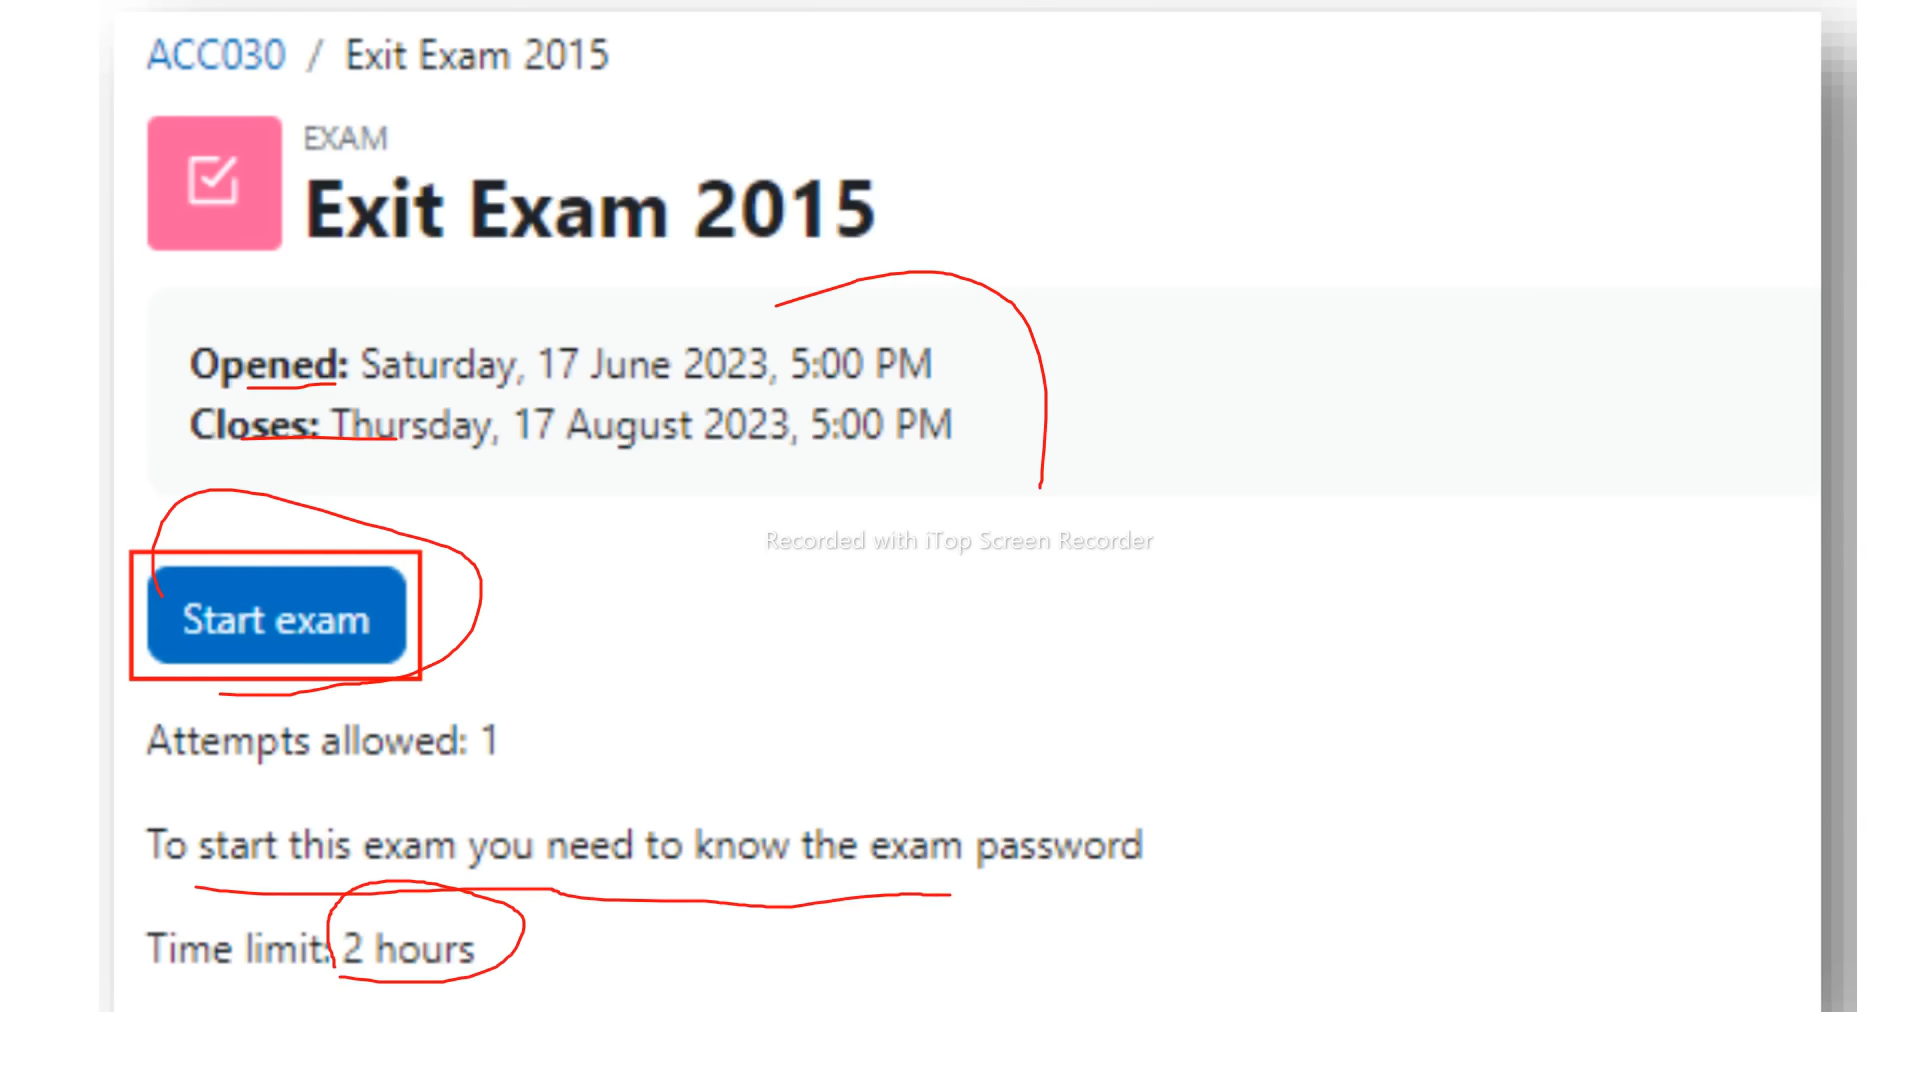 ACC030 / Exit Exam 2015
EXAM
Exit Exam 2015
Opened: Saturday, 17 June 2023, 5:00 PM
Closes: Thursday, 17 August 2023, 5:00 PM
Recorded with iTop Screen Recorder
Start exam
Attempts allowed: 1
To start this exam you need to know the exam password
Time limit: 2 hours